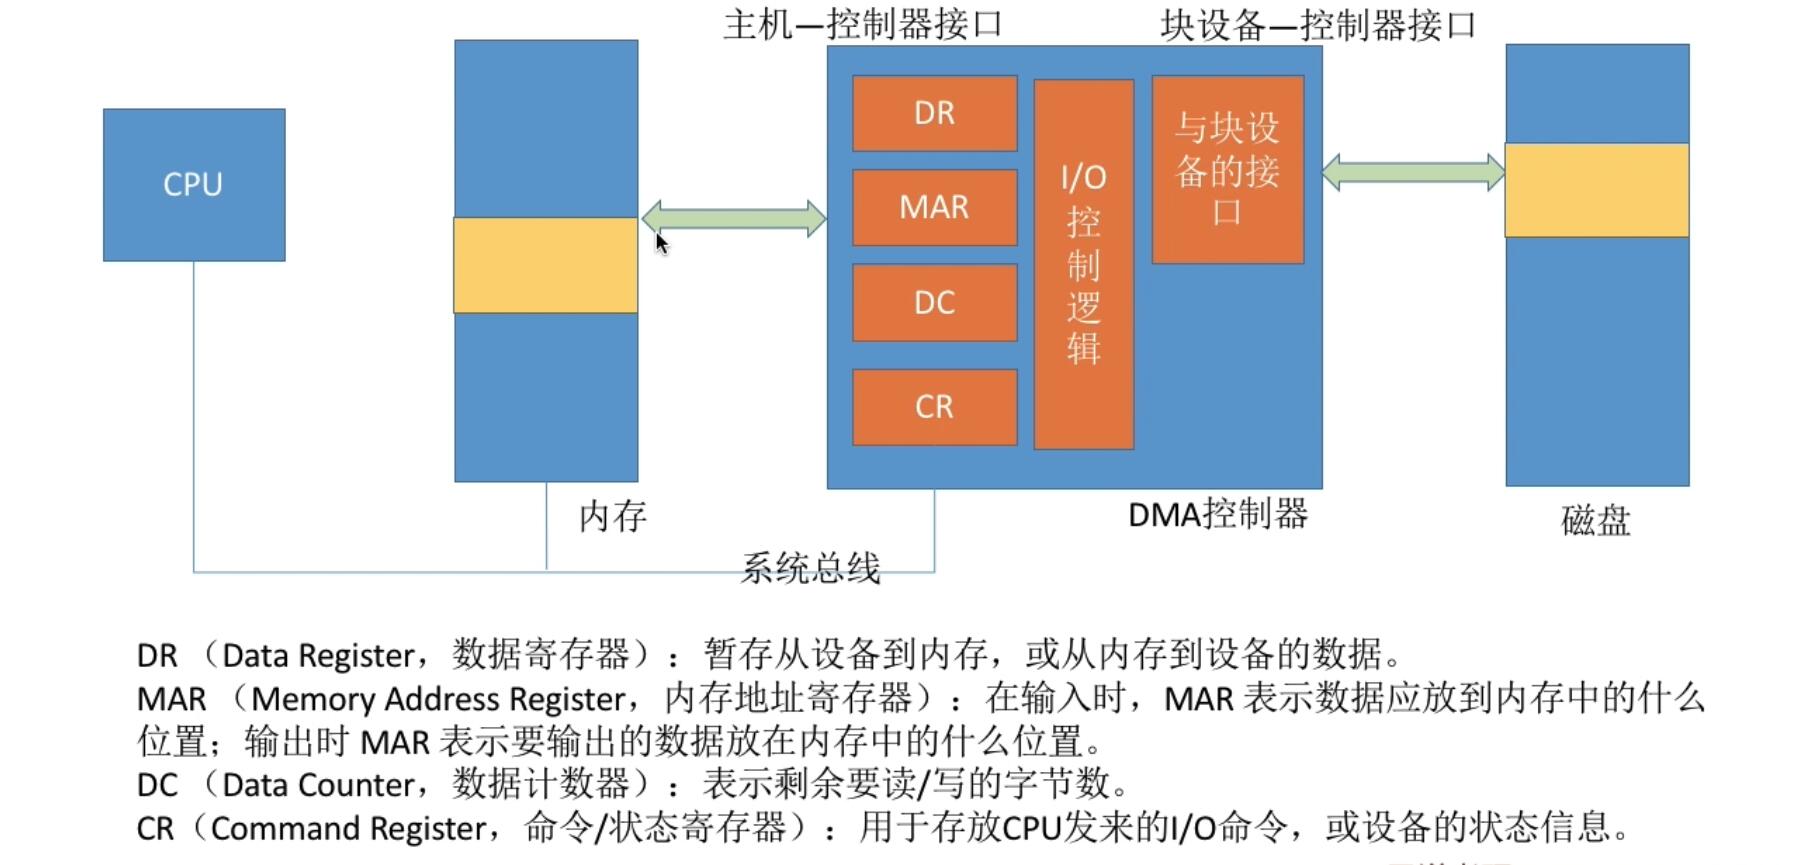 主机—控制器接口
块设备—控制器接口
CPU
DR
MAR
DC
CR
I/O
控
制
逻
辑
与块设
备的接
口
内存
DMA控制器
磁盘
系统总线
DR （Data Register，数据寄存器）：暂存从设备到内存，或从内存到设备的数据。
MAR （Memory Address Register，内存地址寄存器）：在输入时，MAR 表示数据应放到内存中的什么
位置；输出时 MAR 表示要输出的数据放在内存中的什么位置。
DC （Data Counter，数据计数器）：表示剩余要读/写的字节数。
CR（Command Register，命令/状态寄存器）：用于存放CPU发来的I/O命令，或设备的状态信息。